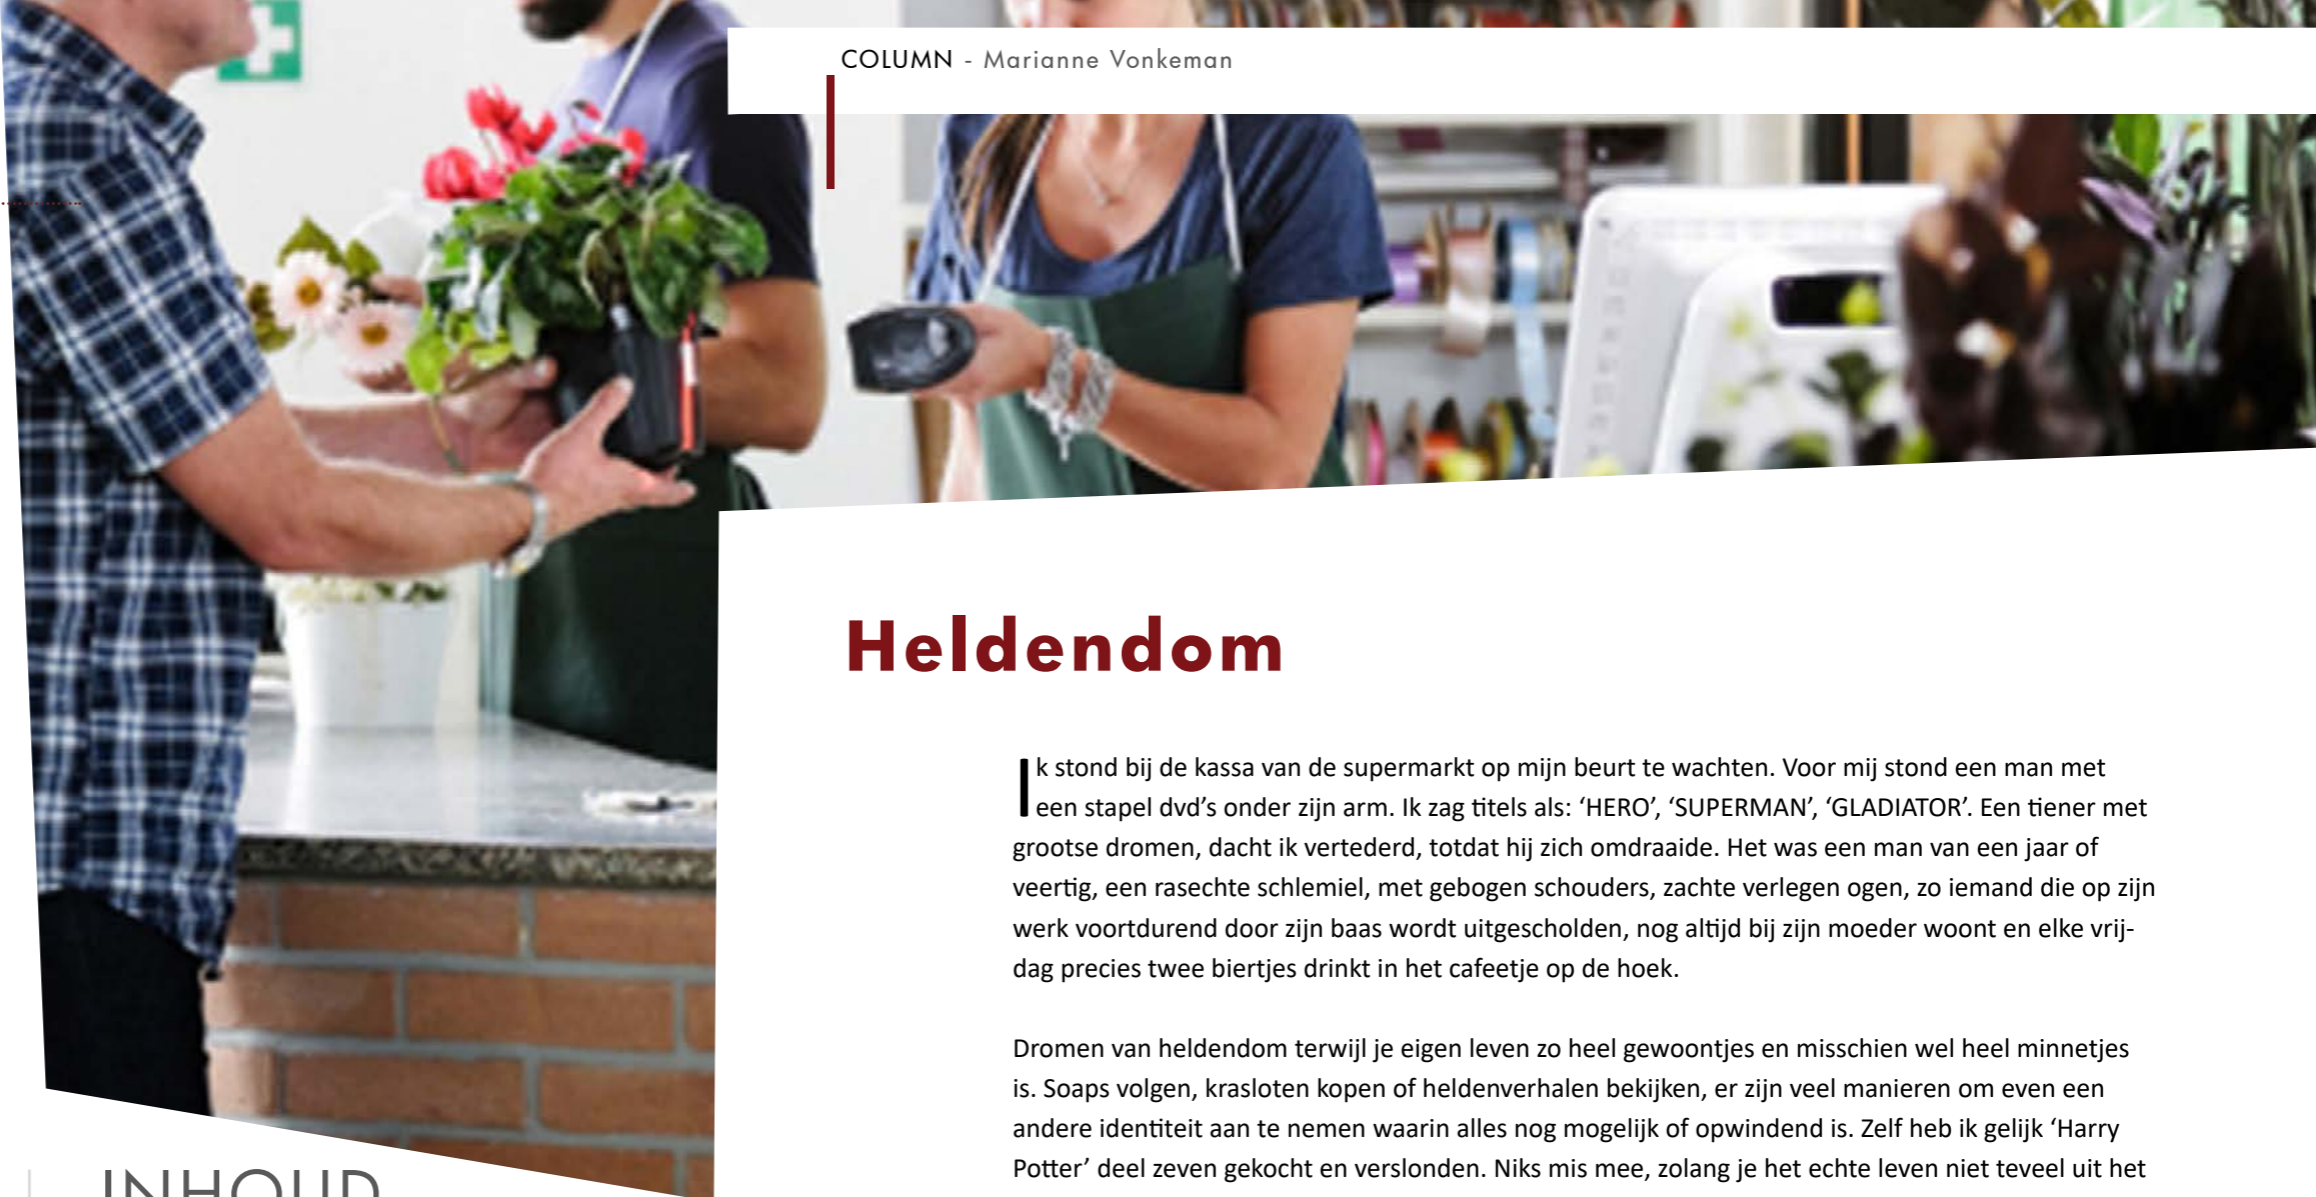 COLUMN - Marianne Vonkeman
Heldendom
Ik stond bij de kassa van de supermarkt op mijn beurt te wachten. Voor mij stond een man met
een stapel dvd’s onder zijn arm. Ik zag titels als: ‘HERO’, ‘SUPERMAN’, ‘GLADIATOR’. Een tiener met
grootse dromen, dacht ik vertederd, totdat hij zich omdraaide. Het was een man van een jaar of
veertig, een rasechte schlemiel, met gebogen schouders, zachte verlegen ogen, zo iemand die op zijn
werk voortdurend door zijn baas wordt uitgescholden, nog altijd bij zijn moeder woont en elke vrij-
dag precies twee biertjes drinkt in het cafeetje op de hoek.
Dromen van heldendom terwijl je eigen leven zo heel gewoontjes en misschien wel heel minnetjes
is. Soaps volgen, krasloten kopen of heldenverhalen bekijken, er zijn veel manieren om even een
andere identiteit aan te nemen waarin alles nog mogelijk of opwindend is. Zelf heb ik gelijk ‘Harry
Potter’ deel zeven gekocht en verslonden. Niks mis mee, zolang je het echte leven niet teveel uit het
INHOUD